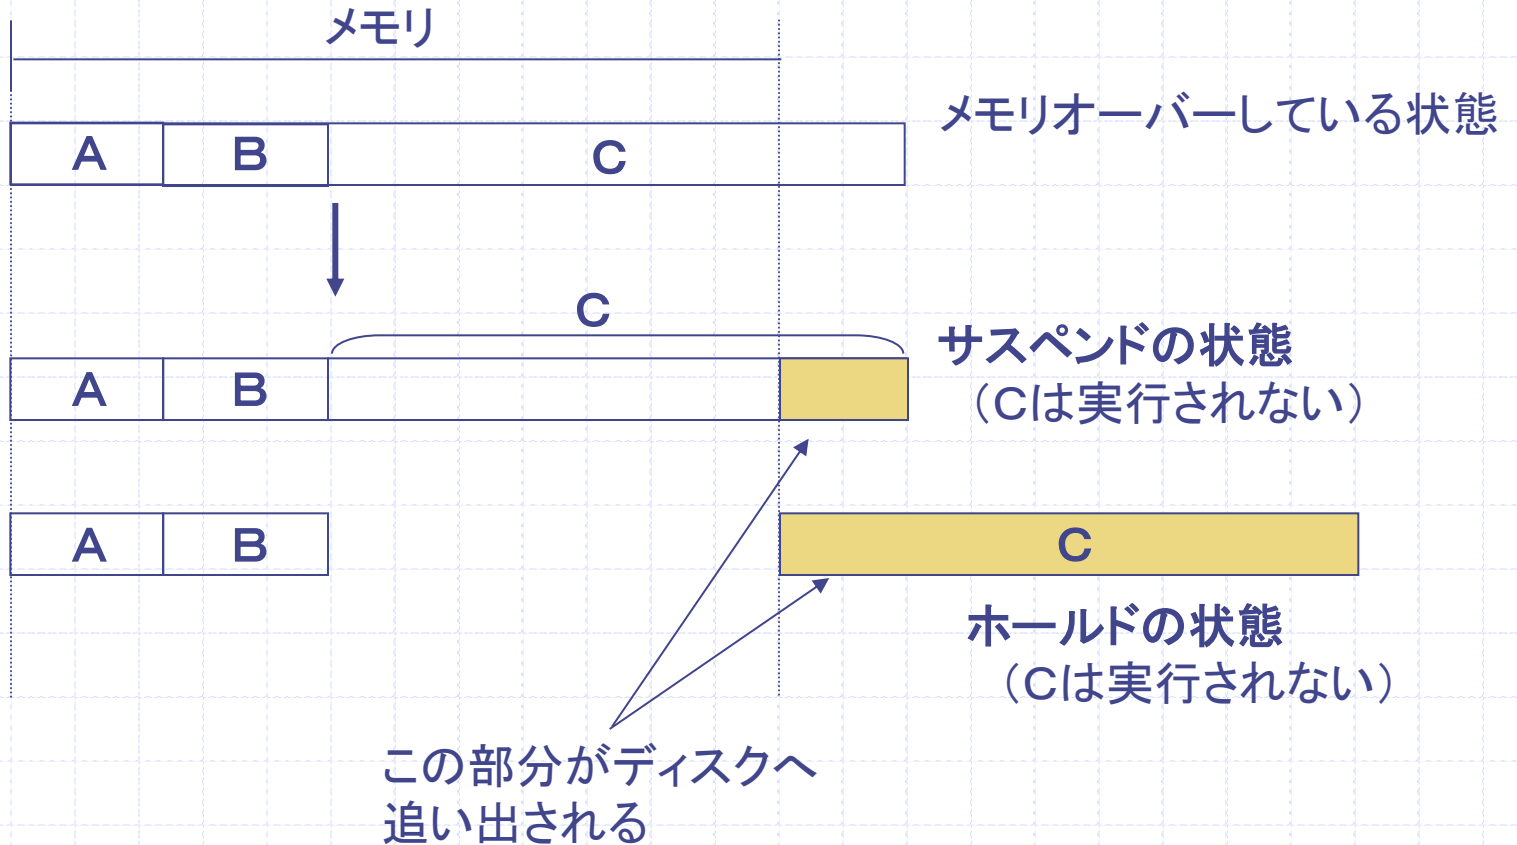 メモリ
メモリオーバーしている状態
A B C
C
サスペンドの状態
(Cは実行されない)
A B
A B C
ホールドの状態
(Cは実行されない)
この部分がディスクへ
追い出される